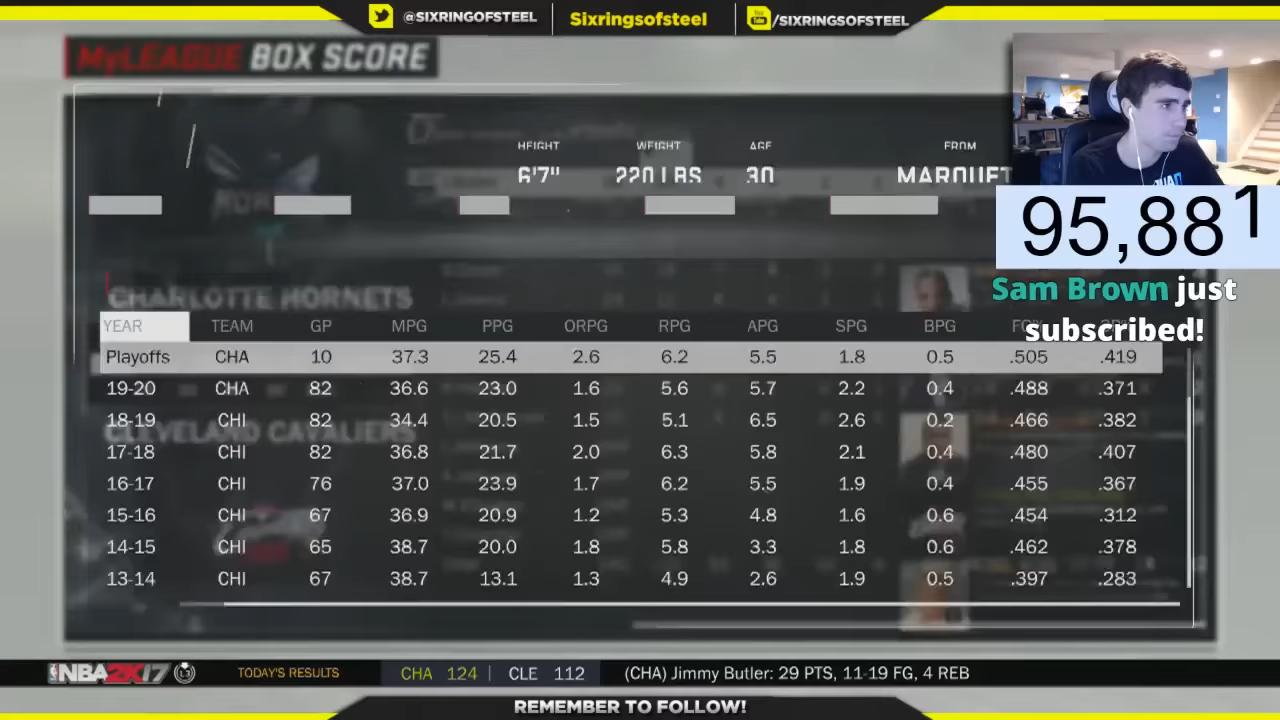 @SIXRINGOFSTEEL Sixringsofsteel /SIXRINGSOFSTEEL
MyLEAGUE BOX SCORE
HEIGHT WEIGHT AGE FROM
6'7" 220 LBS 30 MARQUET
95,881
Sam Brown just
subscribed!
CHARLOTTE HORNETS
YEAR TEAM GP MPG PPG ORPG RPG APG SPG BPG
Playoffs CHA 10 37.3 25.4 2.6 6.2 5.5 1.8 0.5 .505 .419
19-20 CHA 82 36.6 23.0 1.6 5.6 5.7 2.2 0.4 .488 .371
18-19 CHI 82 34.4 20.5 1.5 5.1 6.5 2.6 0.2 .466 .382
CLEVELAND CAVALIERS
17-18 CHI 82 36.8 21.7 2.0 6.3 5.8 2.1 0.4 .480 .407
16-17 CHI 76 37.0 23.9 1.7 6.2 5.5 1.9 0.4 .455 .367
15-16 CHI 67 36.9 20.9 1.2 5.3 4.8 1.6 0.6 .454 .312
14-15 CHI 65 38.7 20.0 1.8 5.8 3.3 1.8 0.6 .462 .378
13-14 CHI 67 38.7 13.1 1.3 4.9 2.6 1.9 0.5 .397 .283
NBA 2K17 TODAY'S RESULTS CHA 124 CLE 112 (CHA) Jimmy Butler: 29 PTS, 11-19 FG, 4 REB
REMEMBER TO FOLLOW!